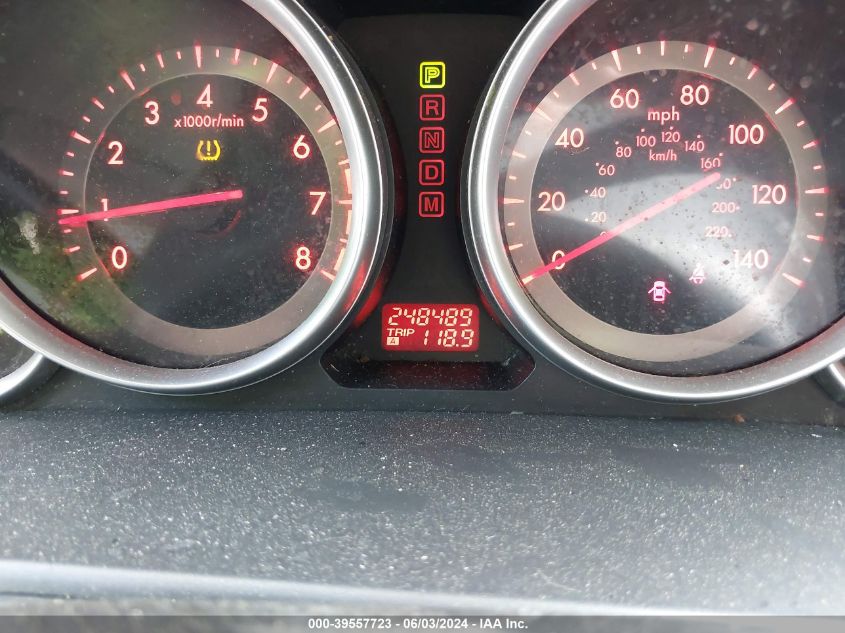 0 1 2 3 4 5 6 7 8
x1000r/min
P
R
N
D
M
248489
TRIP
A 118.9
0 20 40 60 80 100 120 140
mph
0 20 40 60 80 100 120 140 160 200 220
km/h
000-39557723 - 06/03/2024 - IAA Inc.